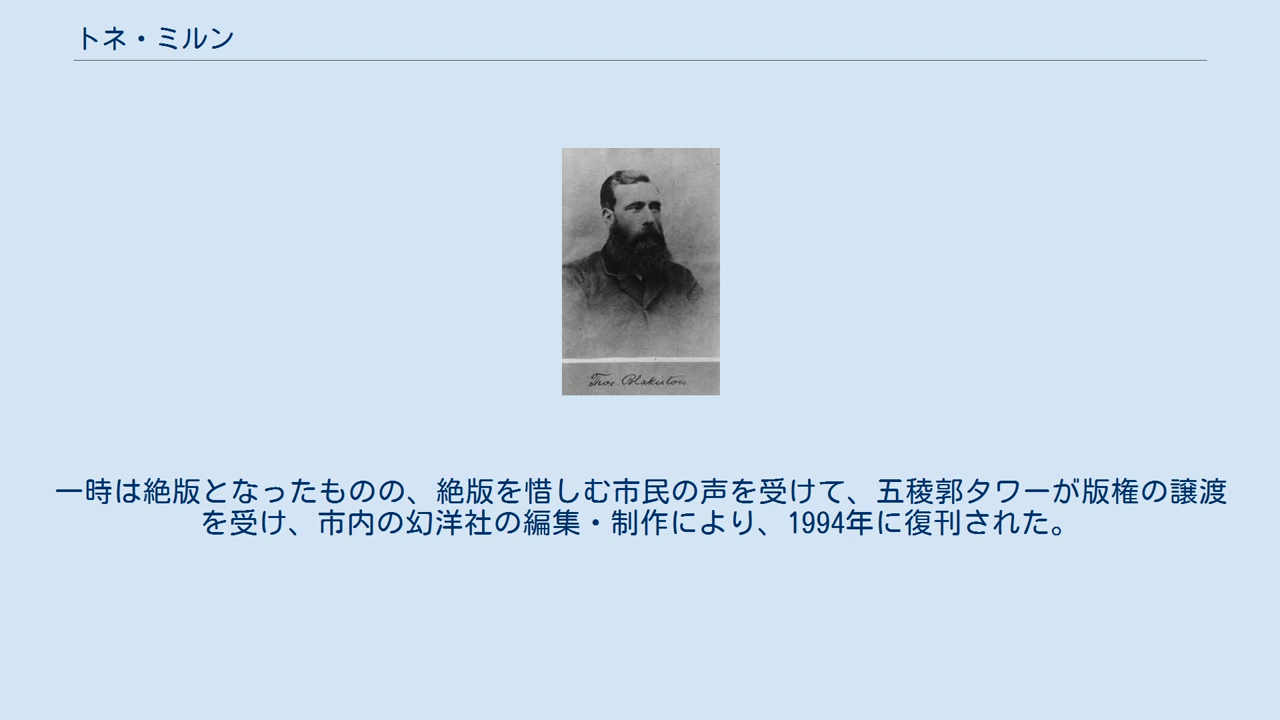 トネ・ミルン
Thos. Blakiston
一時は絶版となったものの、絶版を惜しむ市民の声を受けて、五稜郭タワーが版権の譲渡
を受け、市内の幻洋社の編集・制作により、1994年に復刊された。